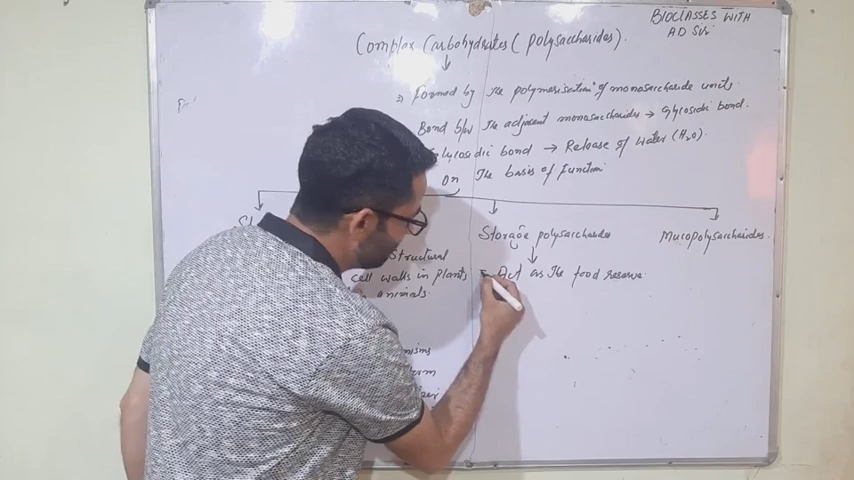 BIOCLASSES WITH
AD Sir
Complex Carbohydrates (polysaccharides).
⇒ Formed by the polymerisationⁿ of monosaccharide units
Bond b/w the adjacent monosaccharides → Glycosidic bond.
Glycosidic bond → Release of water (H₂O).
On The basis of function
Storage polysaccharides
Mucopolysaccharides.
Structural
cell walls in plants
animals.
Act as the food reserve